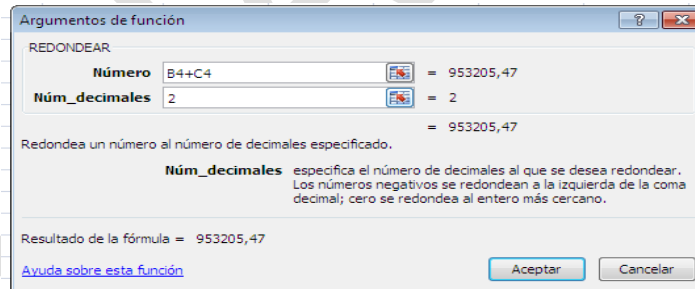 Argumentos de función
REDONDEAR
Número B4+C4 = 953205,47
Núm_decimales 2 = 2
= 953205,47
Redondea un número al número de decimales especificado.
Núm_decimales especifica el número de decimales al que se desea redondear.
Los números negativos se redondean a la izquierda de la coma
decimal; cero se redondea al entero más cercano.
Resultado de la fórmula = 953205,47
Ayuda sobre esta función Aceptar Cancelar